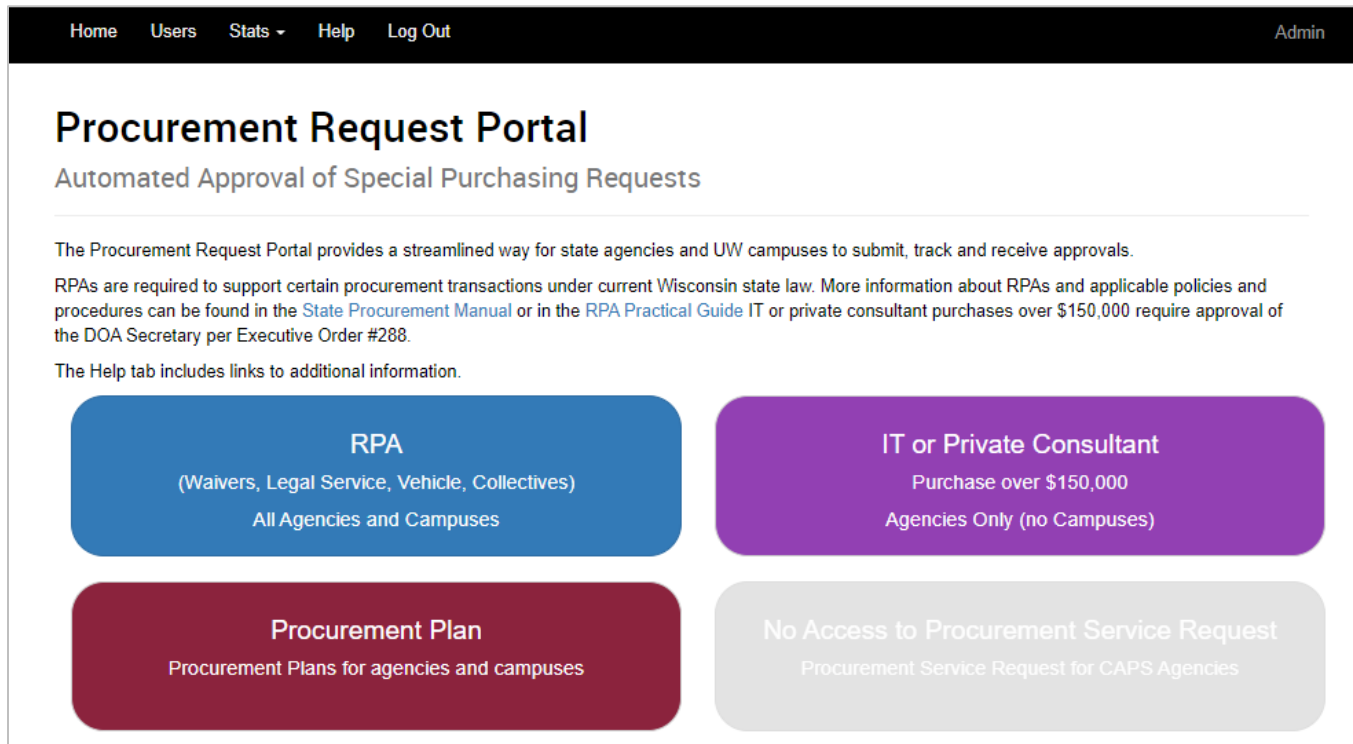 Home Users Stats Help Log Out Admin
Procurement Request Portal
Automated Approval of Special Purchasing Requests
The Procurement Request Portal provides a streamlined way for state agencies and UW campuses to submit, track and receive approvals.
RPAs are required to support certain procurement transactions under current Wisconsin state law. More information about RPAs and applicable policies and
procedures can be found in the State Procurement Manual or in the RPA Practical Guide IT or private consultant purchases over $150,000 require approval of
the DOA Secretary per Executive Order #288.
The Help tab includes links to additional information.
RPA
(Waivers, Legal Service, Vehicle, Collectives)
All Agencies and Campuses
IT or Private Consultant
Purchase over $150,000
Agencies Only (no Campuses)
Procurement Plan
Procurement Plans for agencies and campuses
No Access to Procurement Service Request
Procurement Service Request for CAPS Agencies